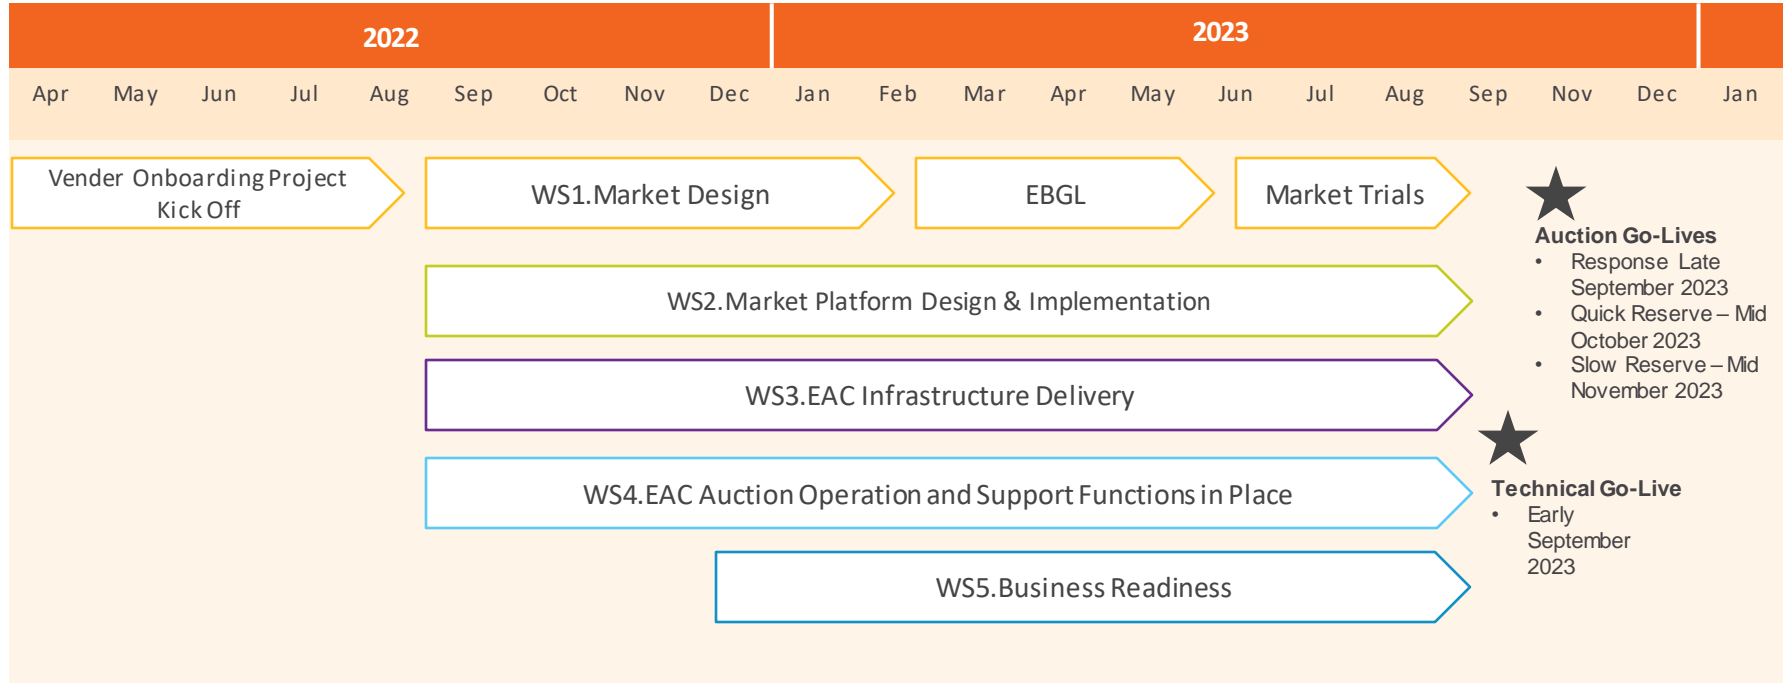 2022
2023
Apr May Jun Jul Aug Sep Oct Nov Dec Jan Feb Mar Apr May Jun Jul Aug Sep Nov Dec Jan
Vender Onboarding Project
Kick Off
WS1.Market Design
EBGL
Market Trials
Auction Go-Lives
• Response Late
September 2023
• Quick Reserve – Mid
October 2023
• Slow Reserve – Mid
November 2023
WS2.Market Platform Design & Implementation
WS3.EAC Infrastructure Delivery
WS4.EAC Auction Operation and Support Functions in Place
Technical Go-Live
• Early
September
2023
WS5.Business Readiness